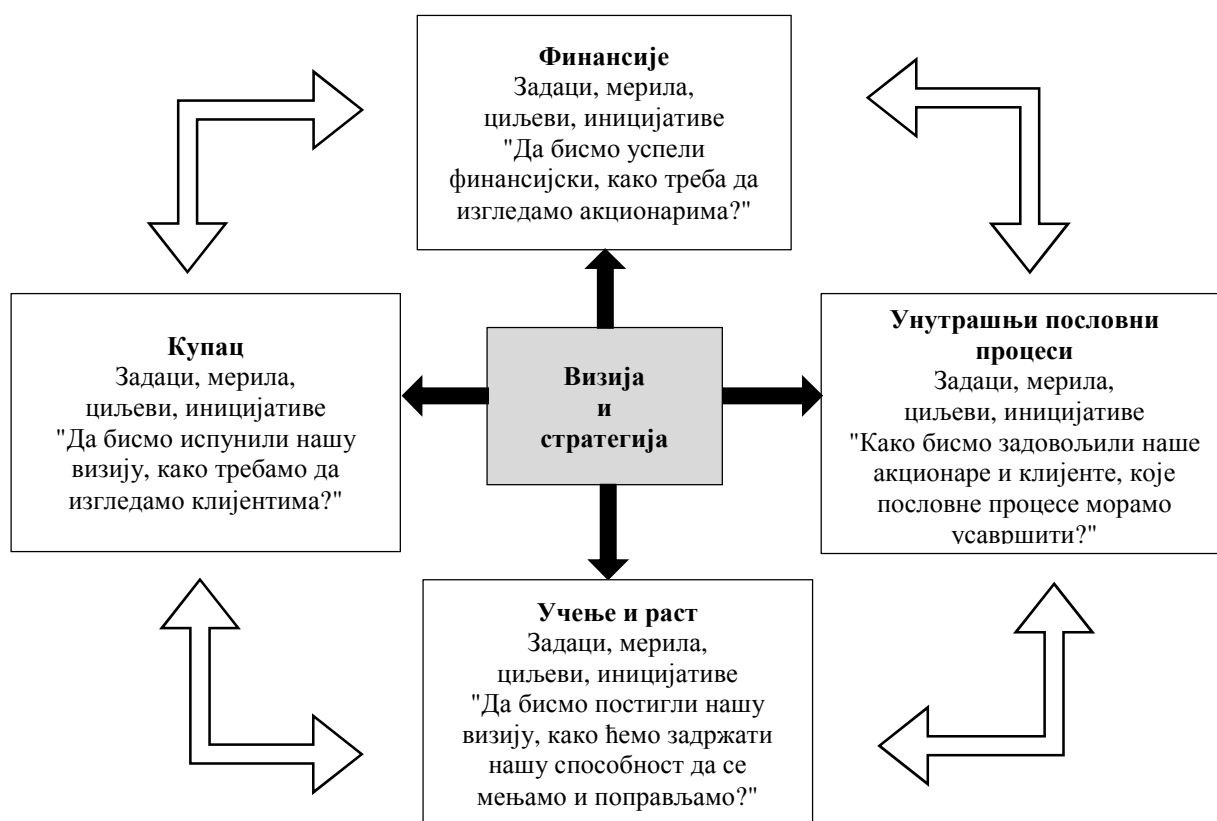 Финансије
Задаци, мерила,
циљеви, иницијативе
"Да бисмо успели
финансијски, како треба да
изгледамо акционарима?"
Купац
Задаци, мерила,
циљеви, иницијативе
"Да бисмо испунили нашу
визију, како требамо да
изгледамо клијентима?"
Визија
и
стратегија
Унутрашњи пословни
процеси
Задаци, мерила,
циљеви, иницијативе
"Како бисмо задовољили наше
акционаре и клијенте, које
пословне процесе морамо
усавршити?"
Учење и раст
Задаци, мерила,
циљеви, иницијативе
"Да бисмо постигли нашу
визију, како ћемо задржати
нашу способност да се
мењамо и поправљамо?"